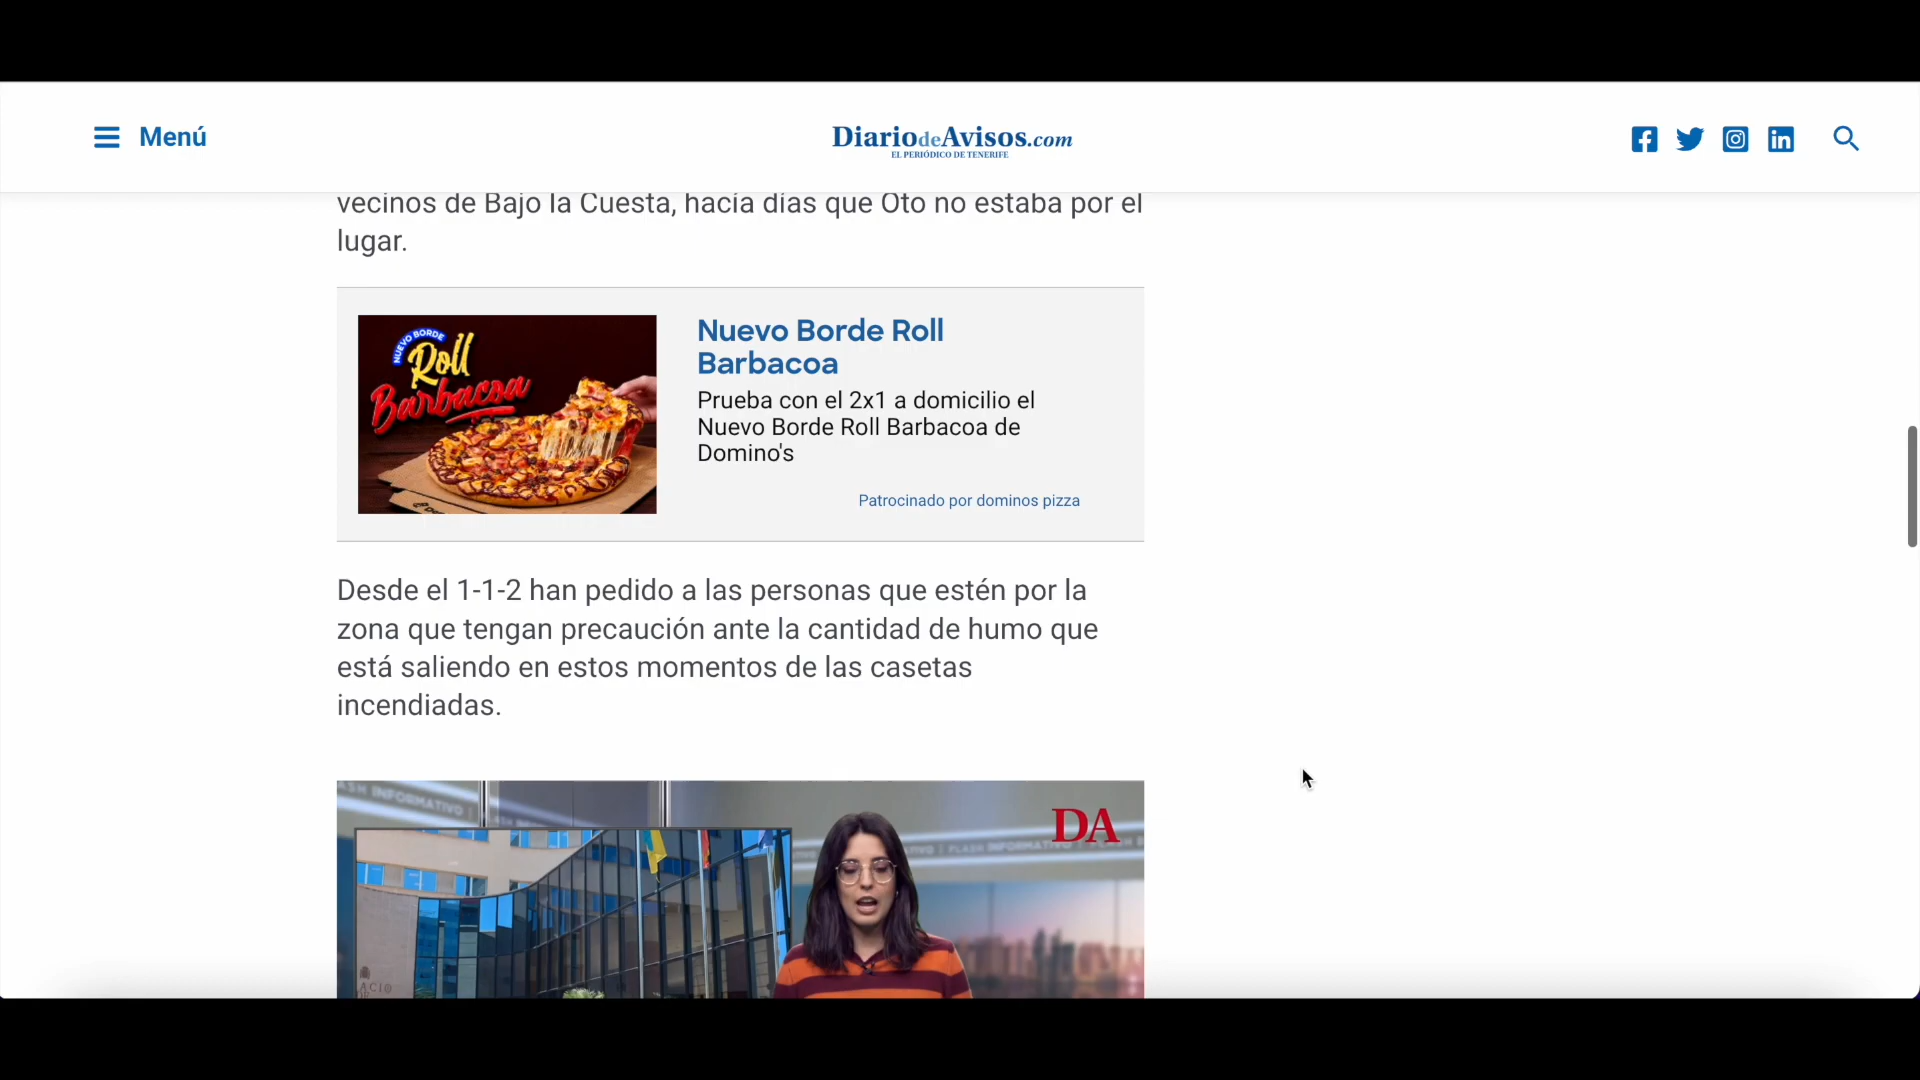 Menú
DiariodeAvisos.com
EL PERIÓDICO DE TENERIFE
vecinos de Bajo la Cuesta, hacía días que Oto no estaba por el
lugar.
NUEVO BORDE
Roll
Barbacoa
Nuevo Borde Roll
Barbacoa
Prueba con el 2x1 a domicilio el
Nuevo Borde Roll Barbacoa de
Domino's
Patrocinado por dominos pizza
Desde el 1-1-2 han pedido a las personas que estén por la
zona que tengan precaución ante la cantidad de humo que
está saliendo en estos momentos de las casetas
incendiadas.
INFORMATIVO
DA
FLASH INFORMATIVO